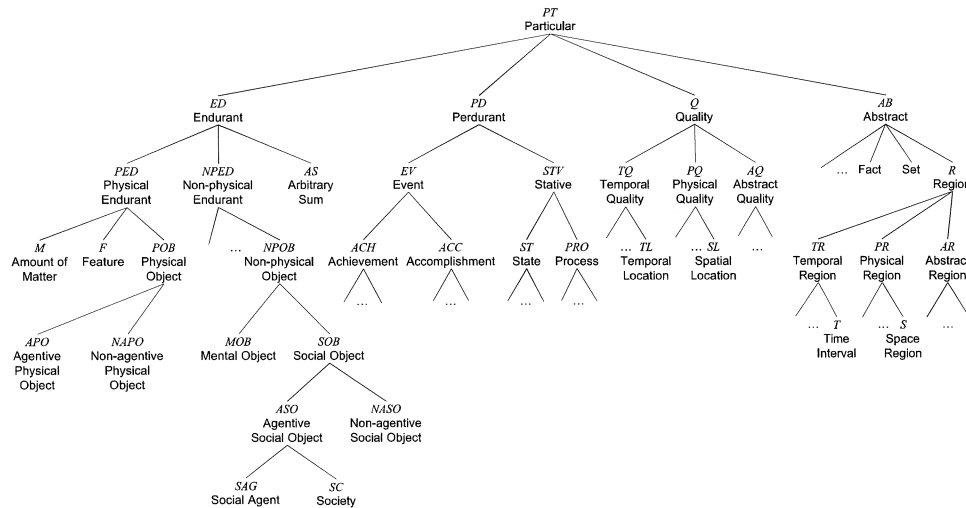 PT
Particular
ED PD Q AB
Endurant Perdurant Quality Abstract
PED NPED AS EV STV TQ PQ AQ ... Fact Set R
Physical Non-physical Arbitrary Event Stative Temporal Physical Abstract Region
Endurant Endurant Sum Quality Quality Quality
M F POB ... NPOB ACH ACC ST PRO ... TL ... SL ... TR PR AR
Amount of Feature Physical Non-physical Achievement Accomplishment State Process Temporal Spatial Temporal Physical Abstract
Matter Object Object Location Location Region Region Region
... ... ... ...
APO NAPO MOB SOB ... T ... S ...
Agentive Non-agentive Mental Object Social Object Time Space
Physical Physical Interval Region
Object Object
ASO NASO
Agentive Non-agentive
Social Object Social Object
SAG SC
Social Agent Society